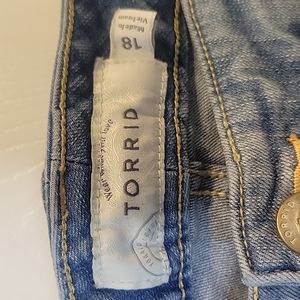 18
Made in
Vietnam
TORRID
Wear what you love
TORRID